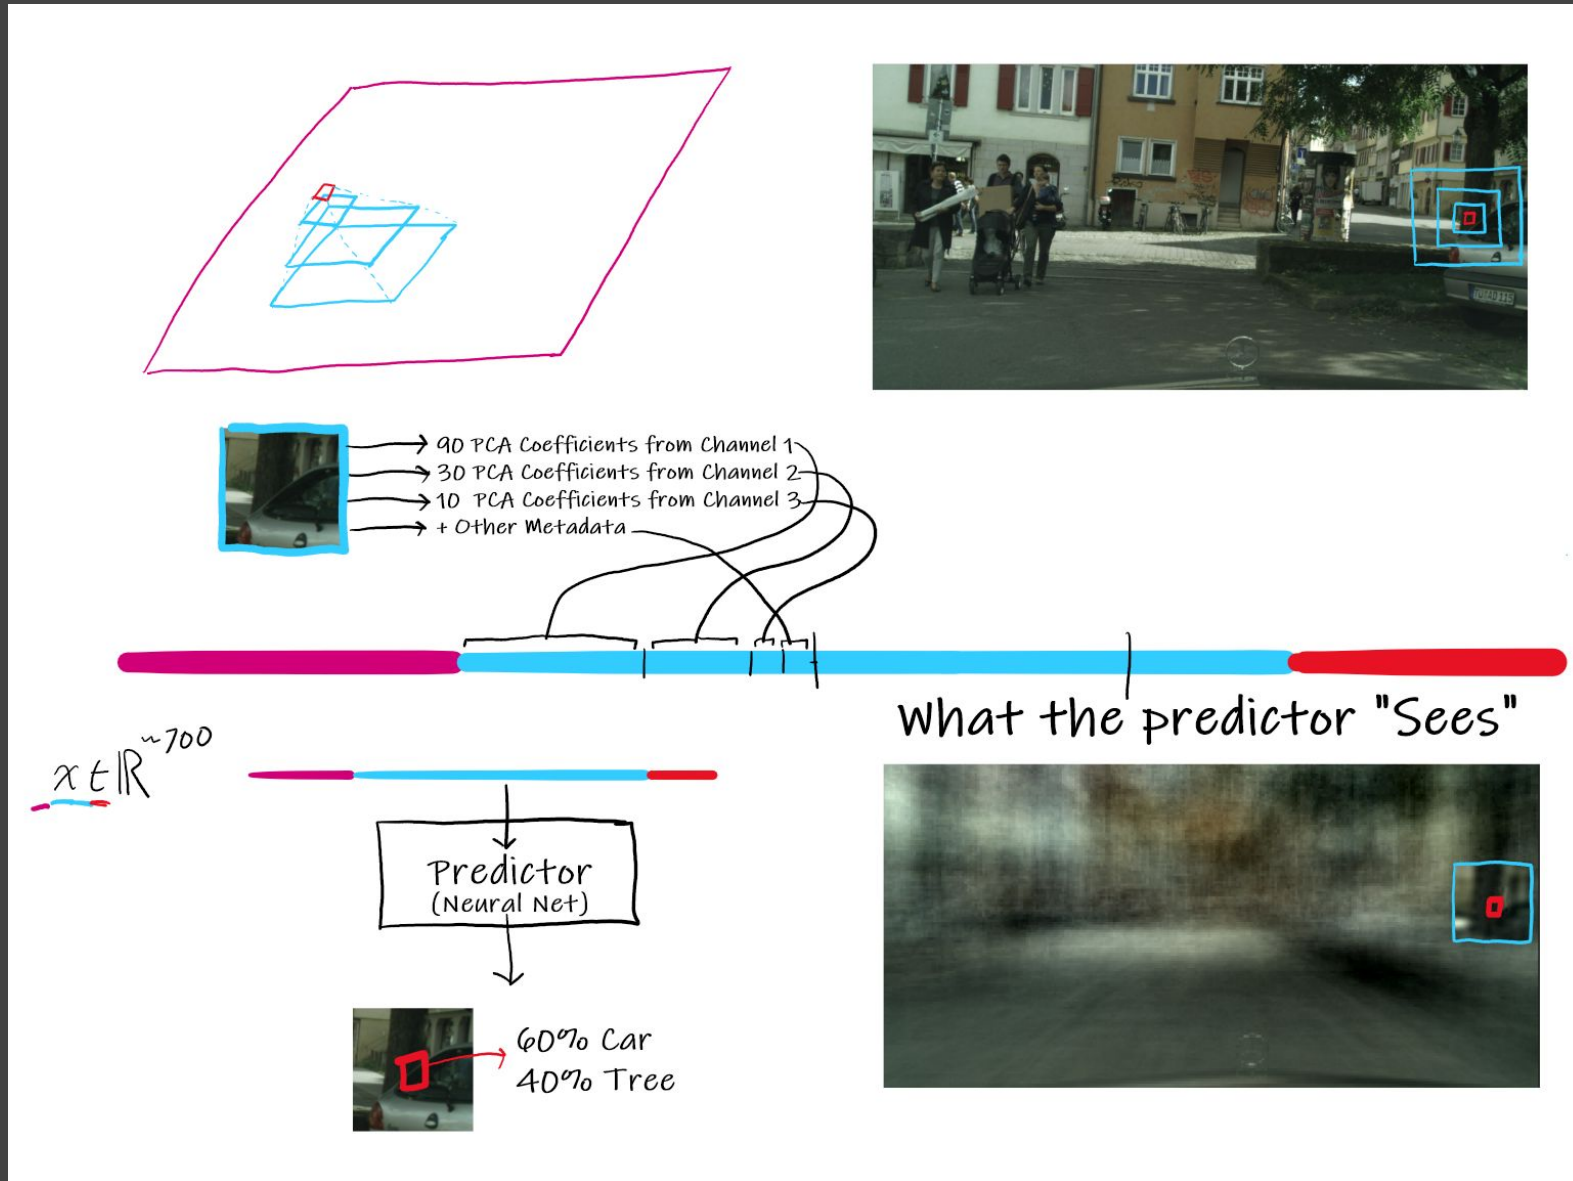 90 PCA Coefficients from Channel 1
30 PCA Coefficients from Channel 2
10 PCA Coefficients from Channel 3
+ Other Metadata
What the predictor "Sees"
x ∈ ℝ^~700
Predictor
(Neural Net)
60% Car
40% Tree